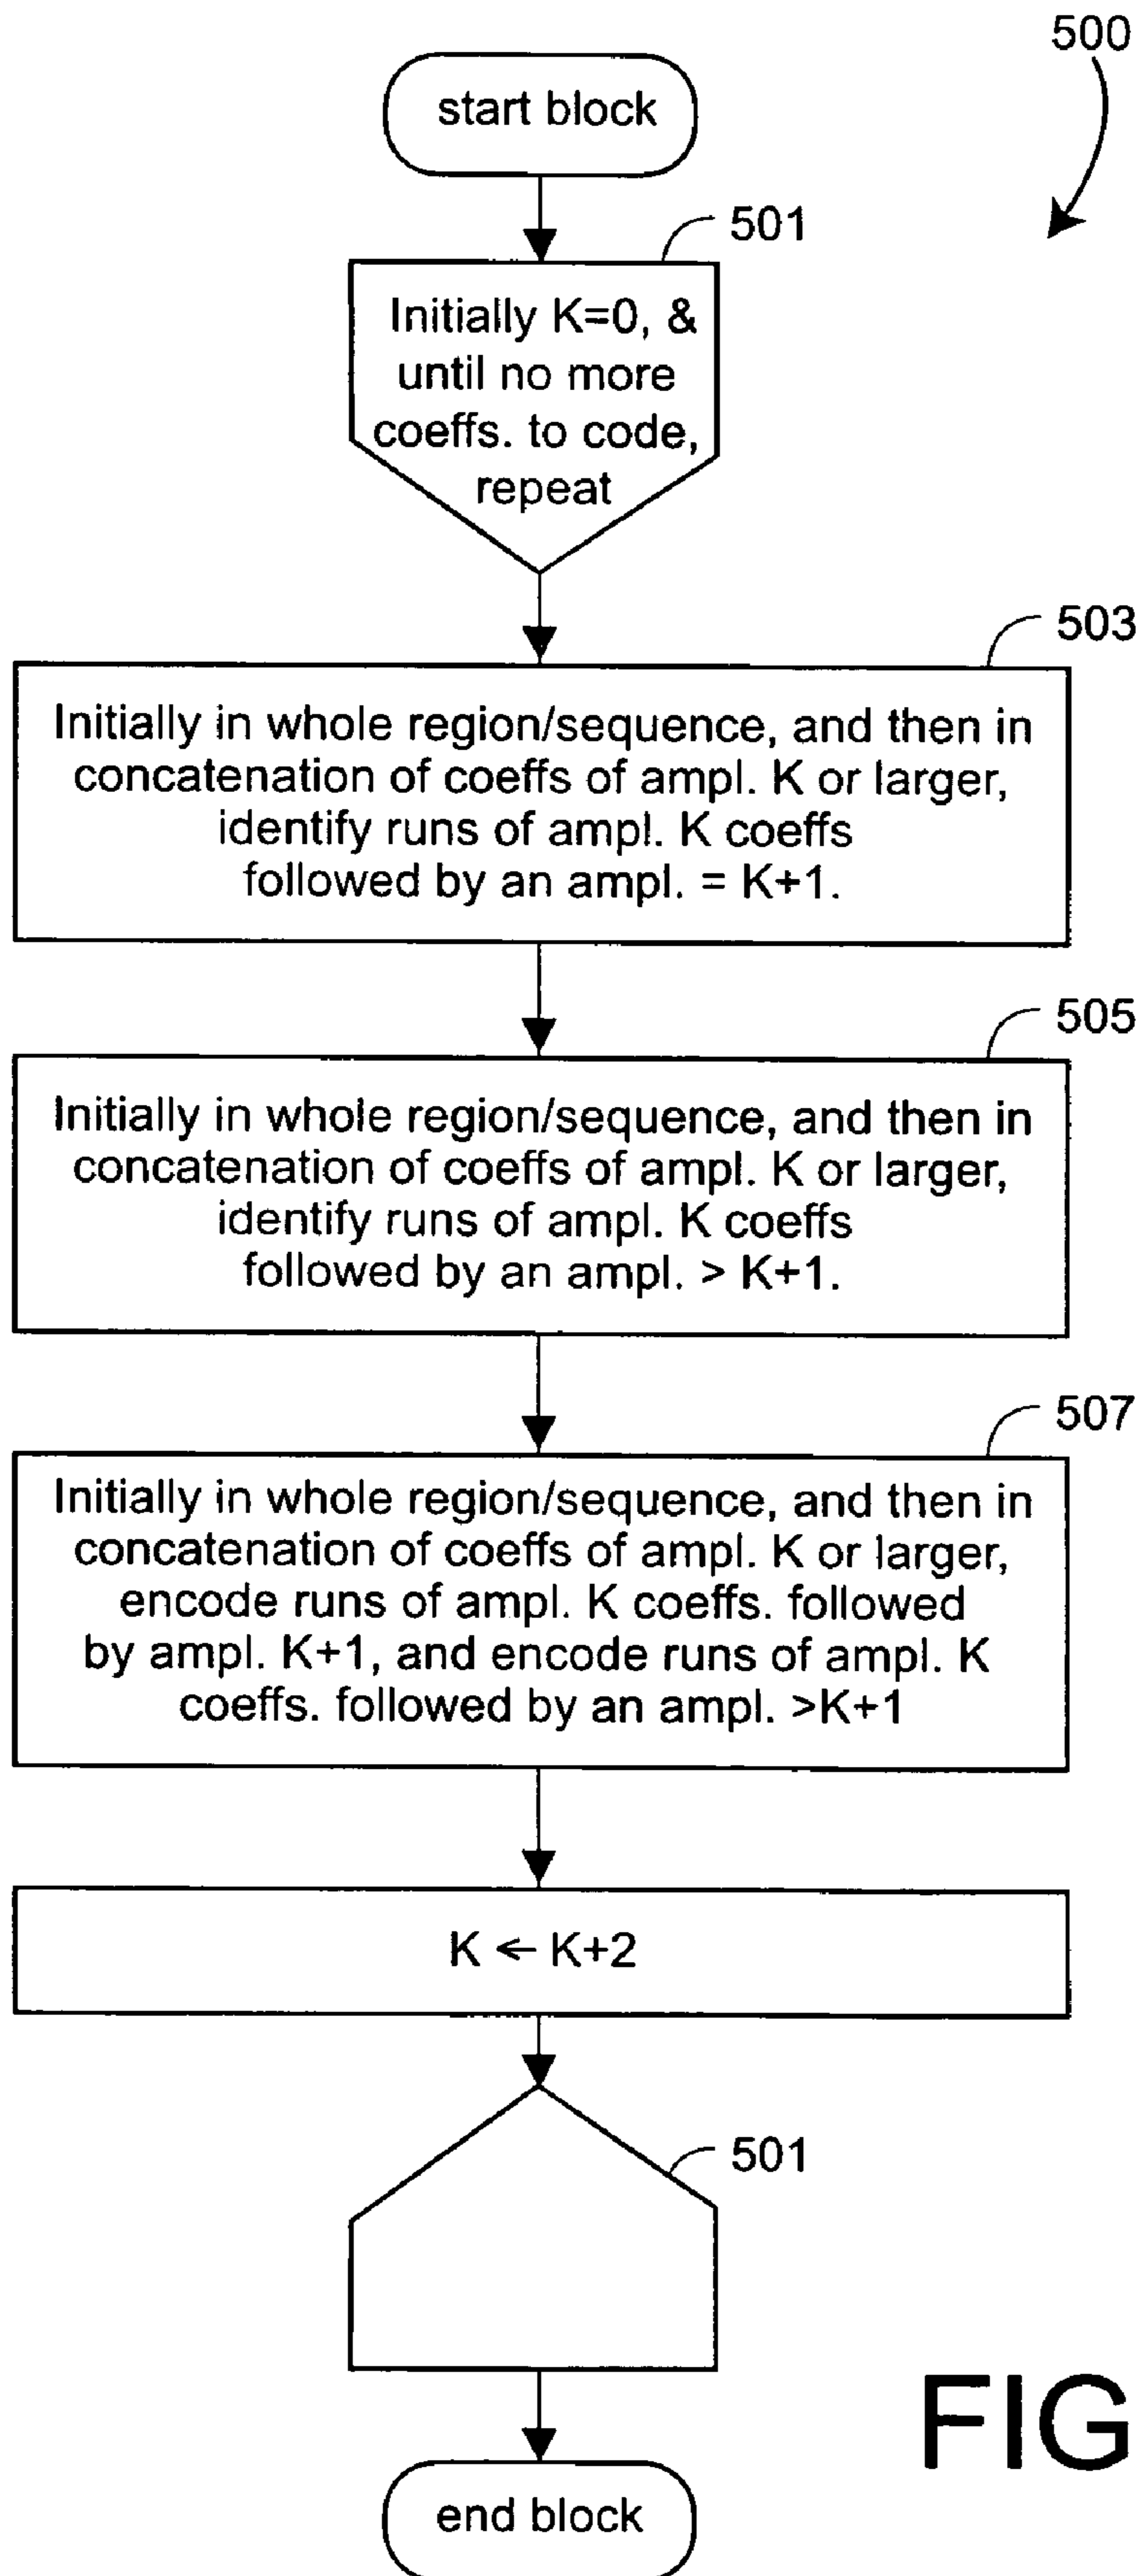 500
start block
501
Initially K=0, &
until no more
coeffs. to code,
repeat
503
Initially in whole region/sequence, and then in
concatenation of coeffs of ampl. K or larger,
identify runs of ampl. K coeffs
followed by an ampl. = K+1.
505
Initially in whole region/sequence, and then in
concatenation of coeffs of ampl. K or larger,
identify runs of ampl. K coeffs
followed by an ampl. > K+1.
507
Initially in whole region/sequence, and then in
concatenation of coeffs of ampl. K or larger,
encode runs of ampl. K coeffs. followed
by ampl. K+1, and encode runs of ampl. K
coeffs. followed by an ampl. >K+1
K ← K+2
501
FIG
end block